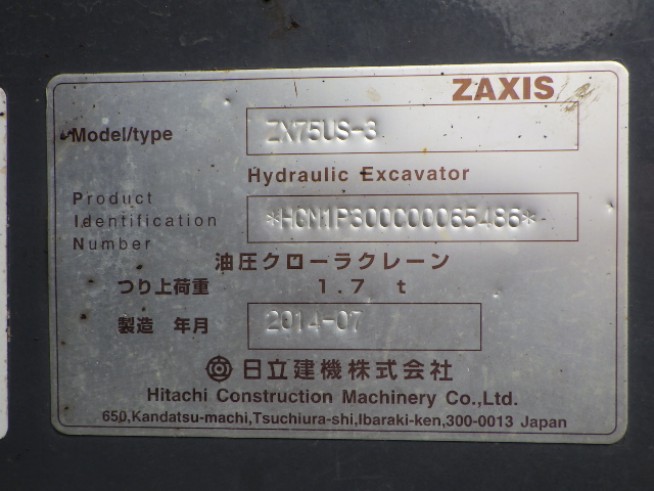 ZAXIS
Model/type ZX75US-3
Hydraulic Excavator
Product
Identification
Number
*HCM1P300C00065486*
油圧クローラクレーン
つり上荷重 1.7 t
製造 年月 2014-07
日立建機株式会社
Hitachi Construction Machinery Co.,Ltd.
650,Kandatsu-machi,Tsuchiura-shi,Ibaraki-ken,300-0013 Japan